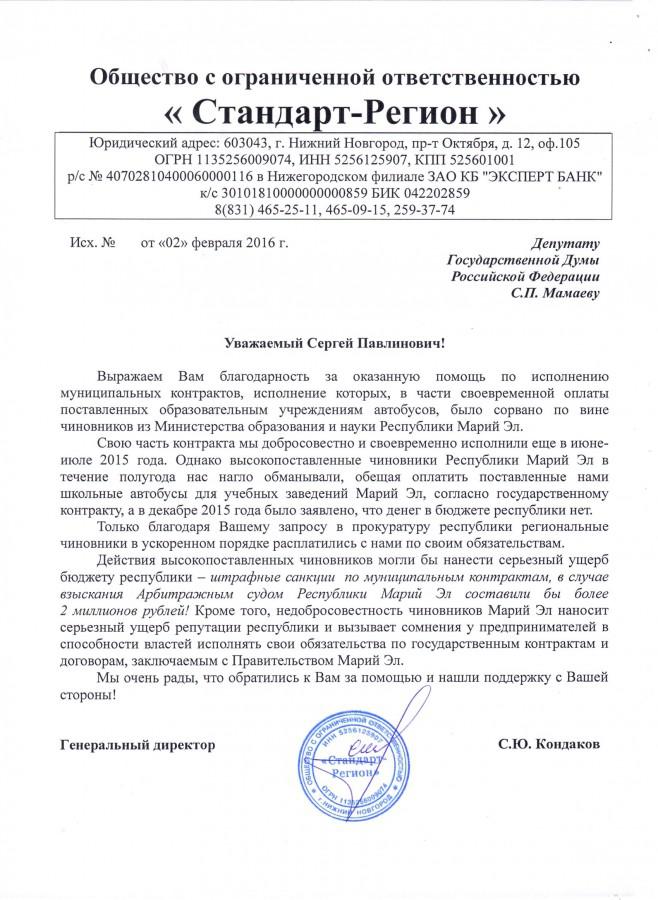 Общество с ограниченной ответственностью
« Стандарт-Регион »
Юридический адрес: 603043, г. Нижний Новгород, пр-т Октября, д. 12, оф.105
ОГРН 1135256009074, ИНН 5256125907, КПП 525601001
р/с № 40702810400060000116 в Нижегородском филиале ЗАО КБ "ЭКСПЕРТ БАНК"
к/с 30101810000000000859 БИК 042202859
8(831) 465-25-11, 465-09-15, 259-37-74
Исх. № от «02» февраля 2016 г.
Депутату
Государственной Думы
Российской Федерации
С.П. Мамаеву
Уважаемый Сергей Павлинович!
Выражаем Вам благодарность за оказанную помощь по исполнению
муниципальных контрактов, исполнение которых, в части своевременной оплаты
поставленных образовательным учреждениям автобусов, было сорвано по вине
чиновников из Министерства образования и науки Республики Марий Эл.
Свою часть контракта мы добросовестно и своевременно исполнили еще в июне-
июле 2015 года. Однако высокопоставленные чиновники Республики Марий Эл в
течение полугода нас нагло обманывали, обещая оплатить поставленные нами
школьные автобусы для учебных заведений Марий Эл, согласно государственному
контракту, а в декабре 2015 года было заявлено, что денег в бюджете республики нет.
Только благодаря Вашему запросу в прокуратуру республики региональные
чиновники в ускоренном порядке расплатились с нами по своим обязательствам.
Действия высокопоставленных чиновников могли бы нанести серьезный ущерб
бюджету республики – штрафные санкции по муниципальным контрактам, в случае
взыскания Арбитражным судом Республики Марий Эл составили бы более
2 миллионов рублей! Кроме того, недобросовестность чиновников Марий Эл наносит
серьезный ущерб репутации республики и вызывает сомнения у предпринимателей в
способности властей исполнять свои обязательства по государственным контрактам и
договорам, заключаемым с Правительством Марий Эл.
Мы очень рады, что обратились к Вам за помощью и нашли поддержку с Вашей
стороны!
Генеральный директор
С.Ю. Кондаков
ОБЩЕСТВО С ОГРАНИЧЕННОЙ ОТВЕТСТВЕННОСТЬЮ
ИНН 5256125907
«Стандарт-
Регион»
ОГРН 1135256009074
г. НИЖНИЙ НОВГОРОД